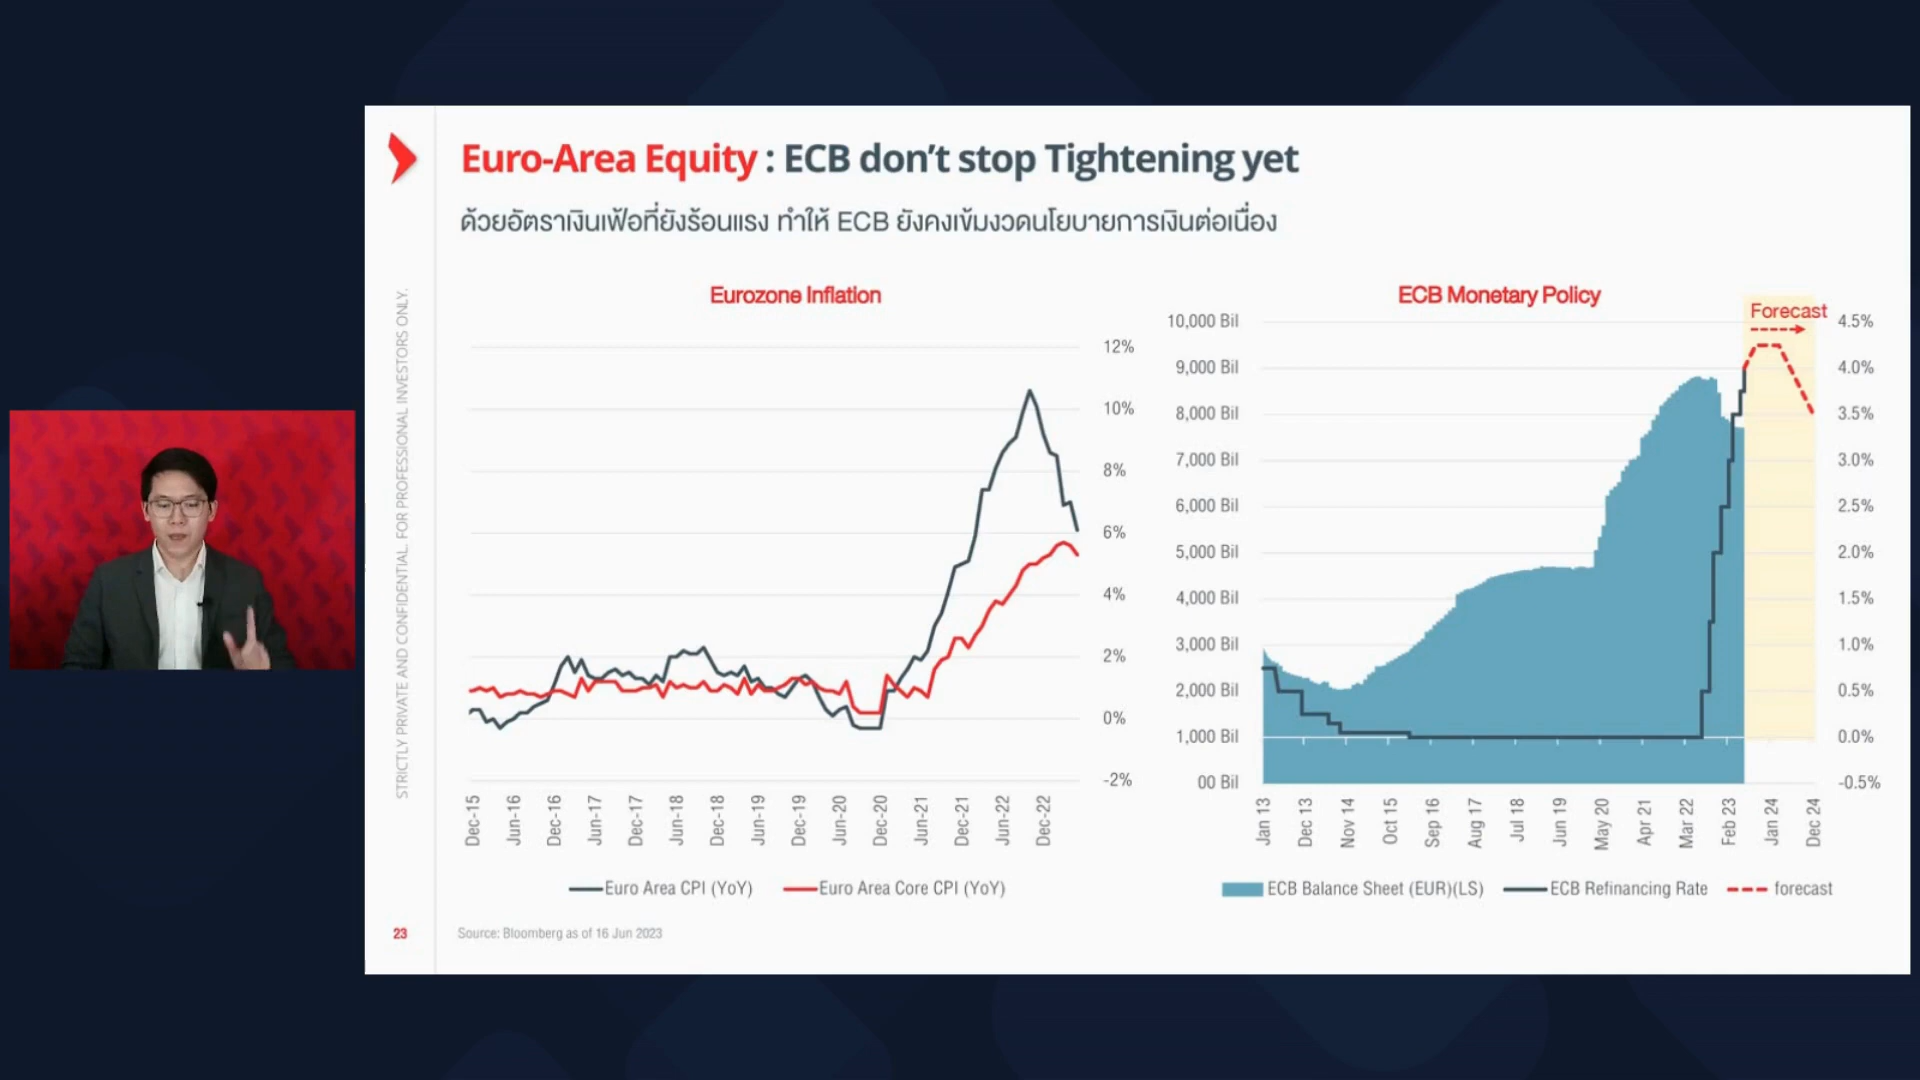 Euro-Area Equity : ECB don't stop Tightening yet
ด้วยอัตราเงินเฟ้อที่ยังร้อนแรง ทำให้ ECB ยังคงเข้มงวดนโยบายการเงินต่อเนื่อง
STRICTLY PRIVATE AND CONFIDENTIAL. FOR PROFESSIONAL INVESTORS ONLY.
Eurozone Inflation
12%
10%
8%
6%
4%
2%
0%
-2%
Dec-15 Jun-16 Dec-16 Jun-17 Dec-17 Jun-18 Dec-18 Jun-19 Dec-19 Jun-20 Dec-20 Jun-21 Dec-21 Jun-22 Dec-22
Euro Area CPI (YoY) Euro Area Core CPI (YoY)
ECB Monetary Policy
Forecast
10,000 Bil 4.5%
9,000 Bil 4.0%
8,000 Bil 3.5%
7,000 Bil 3.0%
6,000 Bil 2.5%
5,000 Bil 2.0%
4,000 Bil 1.5%
3,000 Bil 1.0%
2,000 Bil 0.5%
1,000 Bil 0.0%
00 Bil -0.5%
Jan 13 Dec 13 Nov 14 Oct 15 Sep 16 Aug 17 Jul 18 Jun 19 May 20 Apr 21 Mar 22 Feb 23 Jan 24 Dec 24
ECB Balance Sheet (EUR)(LS) ECB Refinancing Rate forecast
23
Source: Bloomberg as of 16 Jun 2023